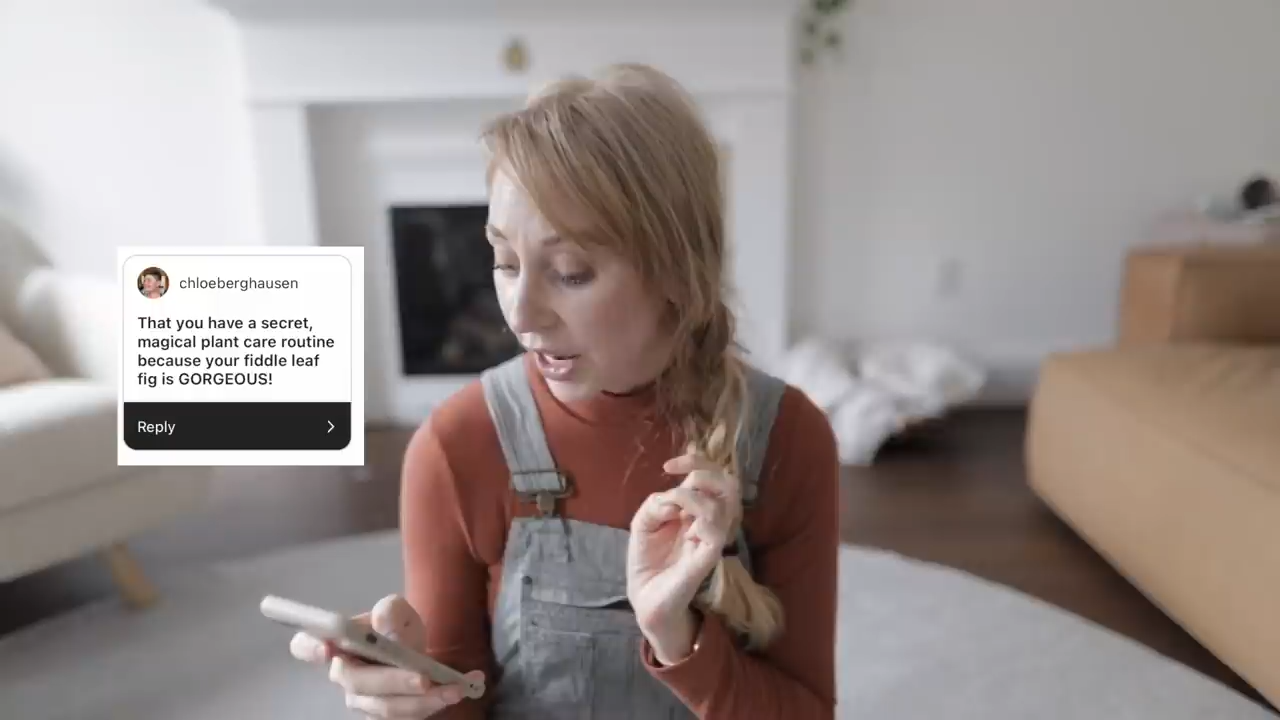 chloeberghausen
That you have a secret,
magical plant care routine
because your fiddle leaf
fig is GORGEOUS!
Reply